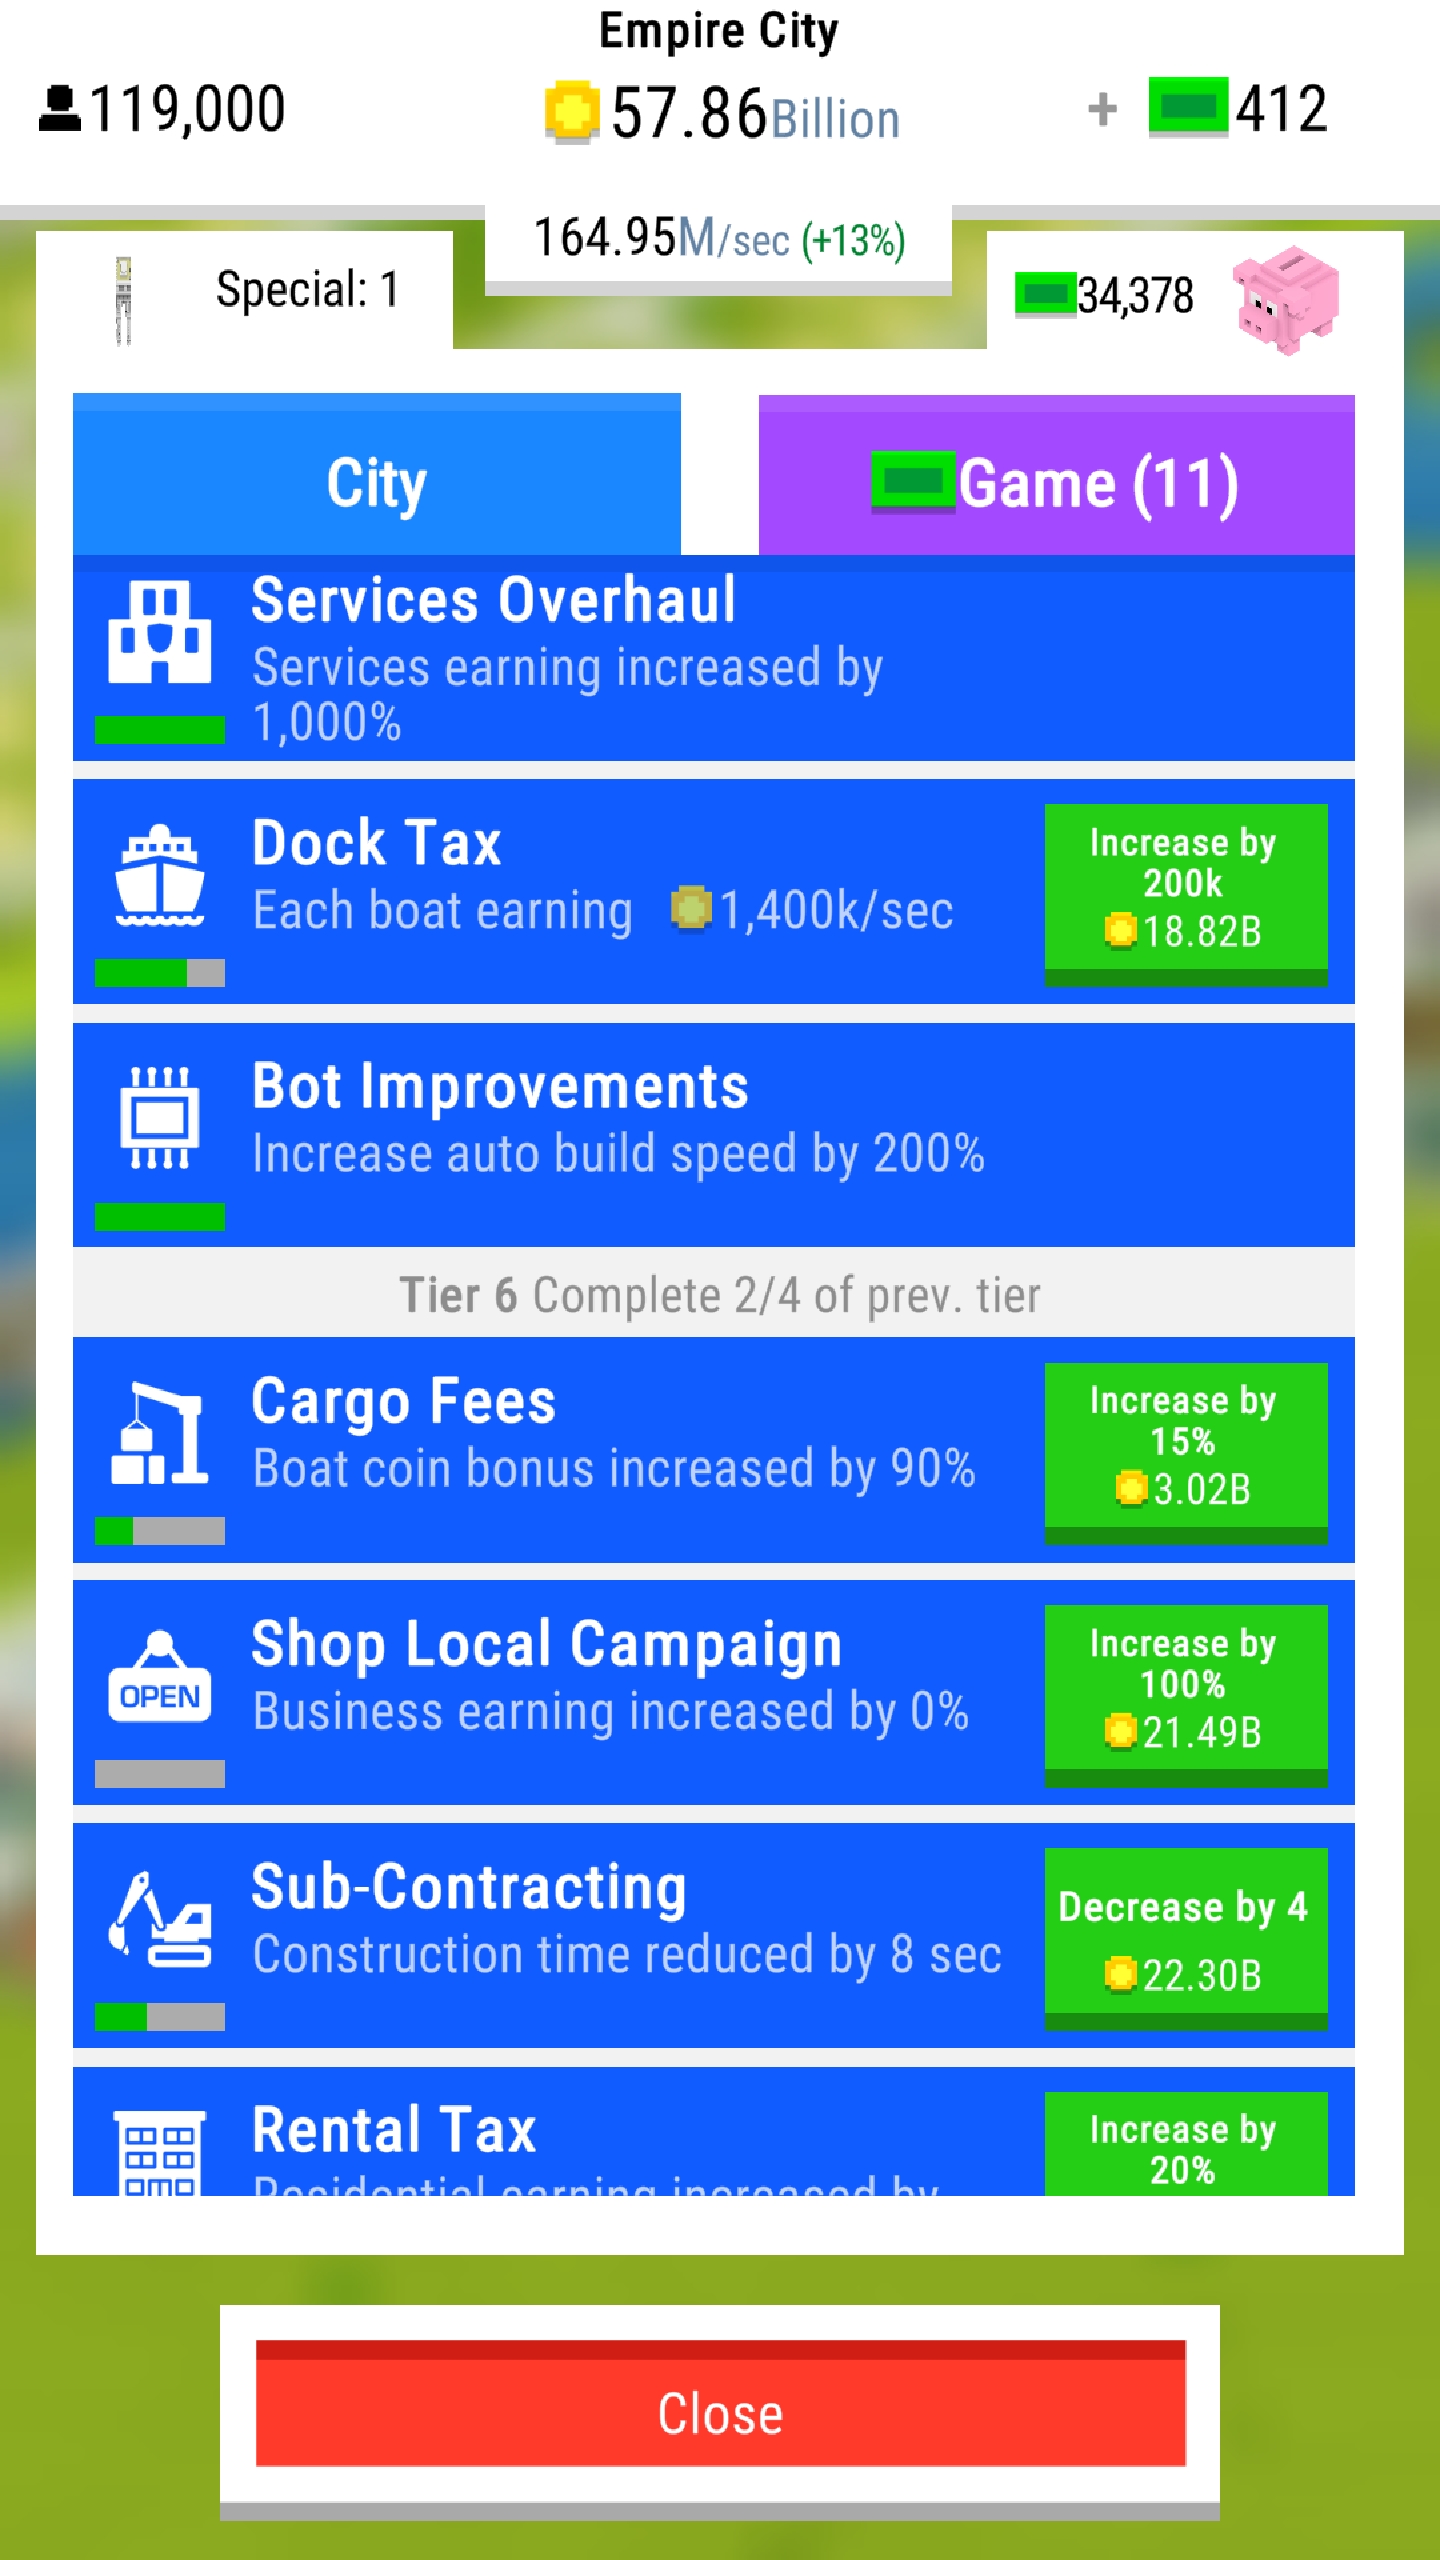 Empire City
119,000
57.86Billion
+ 412
164.95M/sec (+13%)
Special: 1
34,378
City
Game (11)
Services Overhaul
Services earning increased by
1,000%
Dock Tax
Each boat earning 1,400k/sec
Increase by
200k
18.82B
Bot Improvements
Increase auto build speed by 200%
Tier 6 Complete 2/4 of prev. tier
Cargo Fees
Boat coin bonus increased by 90%
Increase by
15%
3.02B
OPEN
Shop Local Campaign
Business earning increased by 0%
Increase by
100%
21.49B
Sub-Contracting
Construction time reduced by 8 sec
Decrease by 4
22.30B
Rental Tax
Residential earning increased by
Increase by
20%
Close